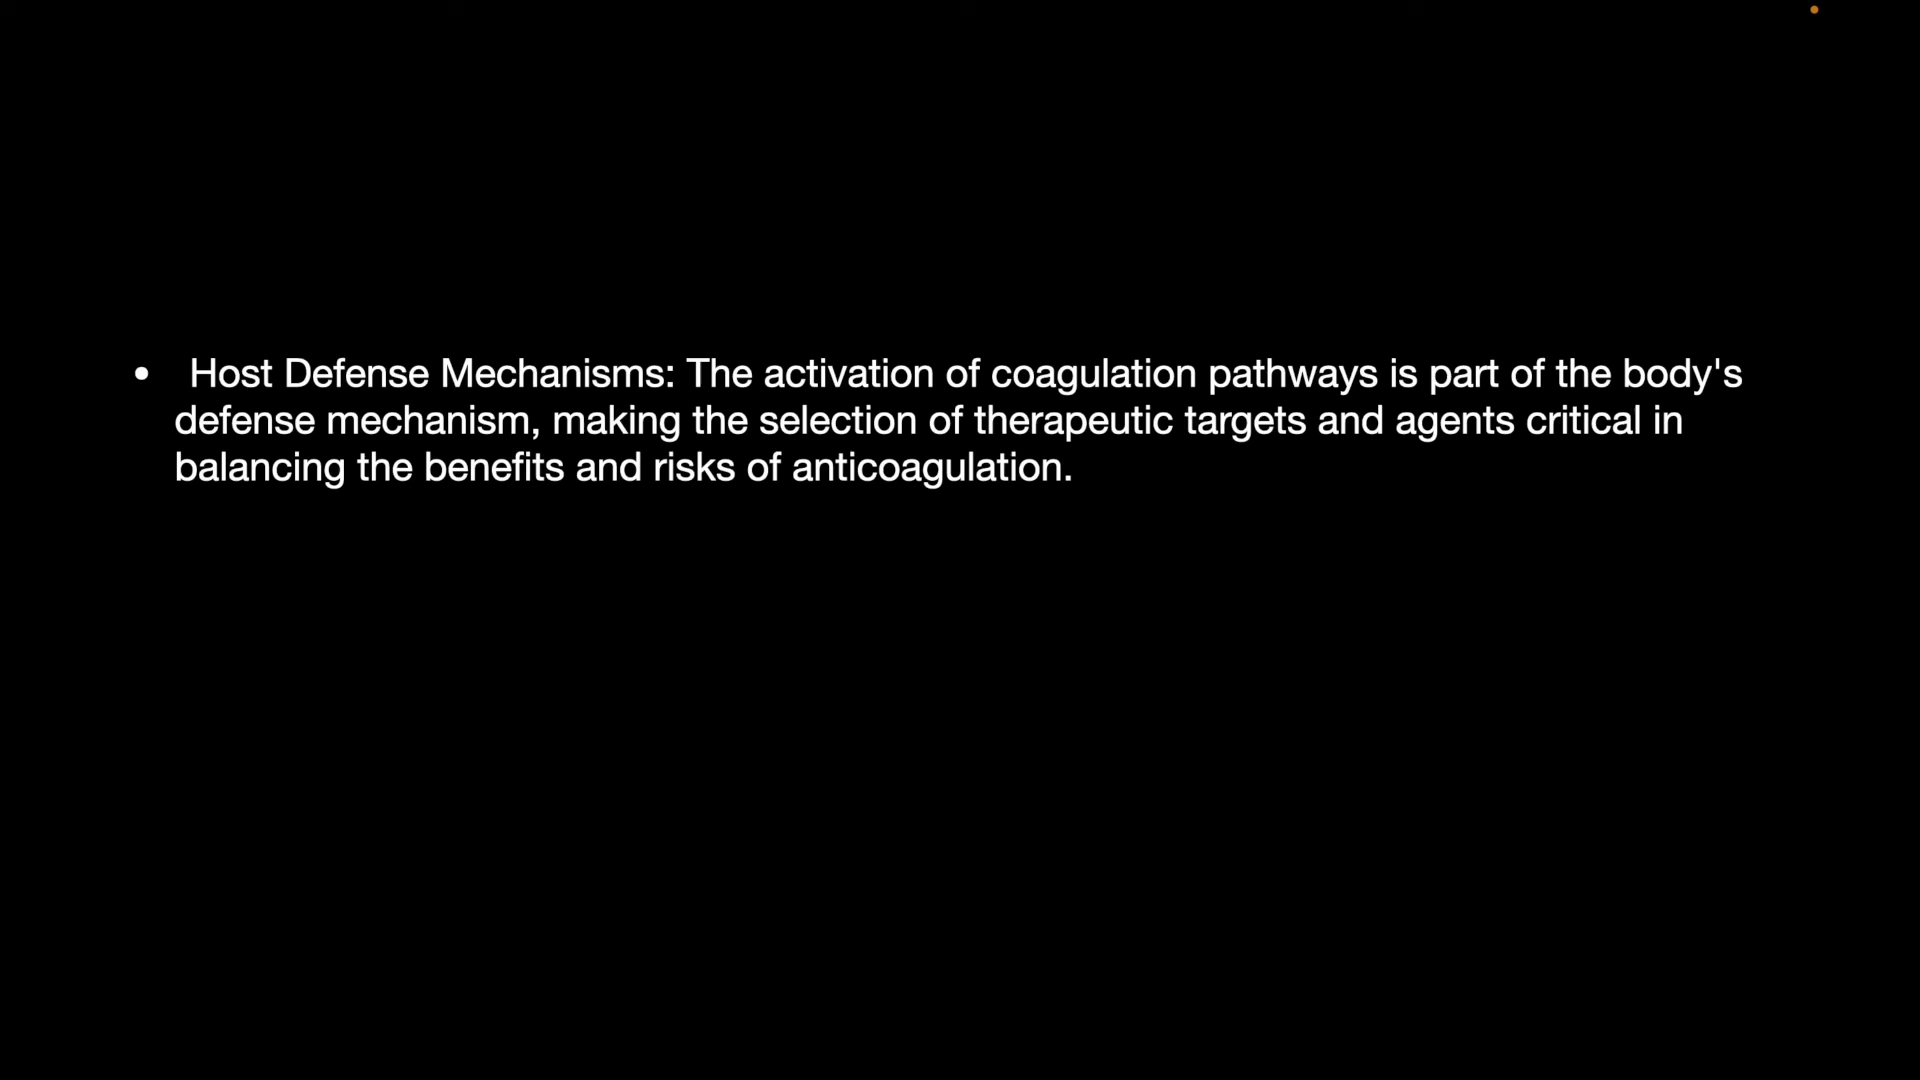 • Host Defense Mechanisms: The activation of coagulation pathways is part of the body's
defense mechanism, making the selection of therapeutic targets and agents critical in
balancing the benefits and risks of anticoagulation.